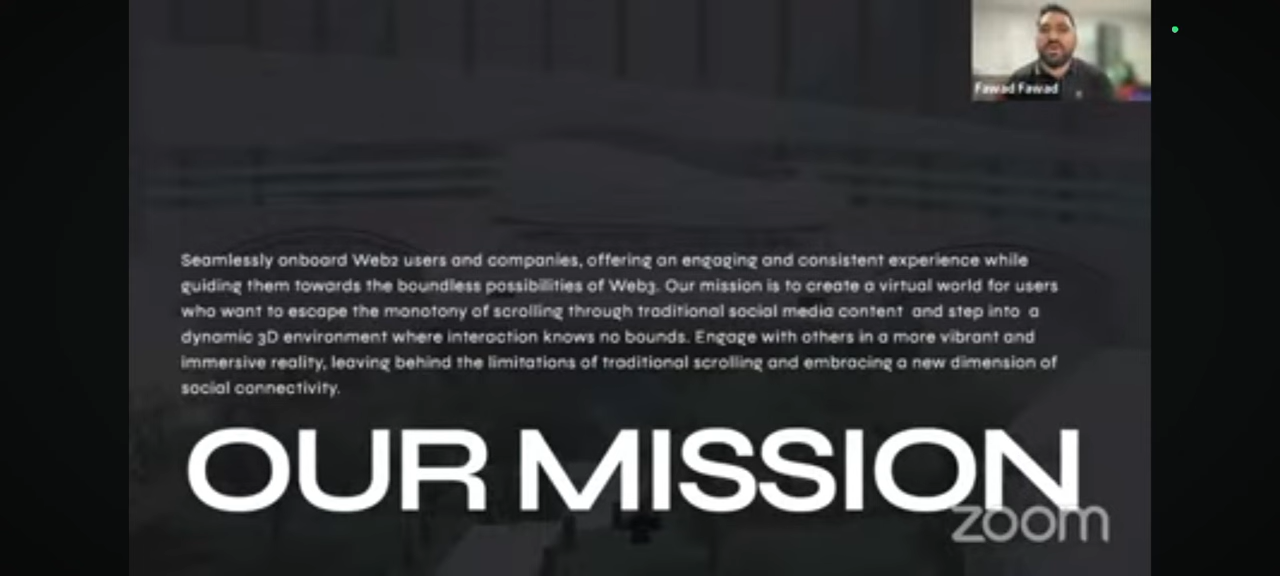 Fawad Fawad
Seamlessly onboard Web2 users and companies, offering an engaging and consistent experience while
guiding them towards the boundless possibilities of Web3. Our mission is to create a virtual world for users
who want to escape the monotony of scrolling through traditional social media content and step into a
dynamic 3D environment where interaction knows no bounds. Engage with others in a more vibrant and
immersive reality, leaving behind the limitations of traditional scrolling and embracing a new dimension of
social connectivity.
OUR MISSION
zoom